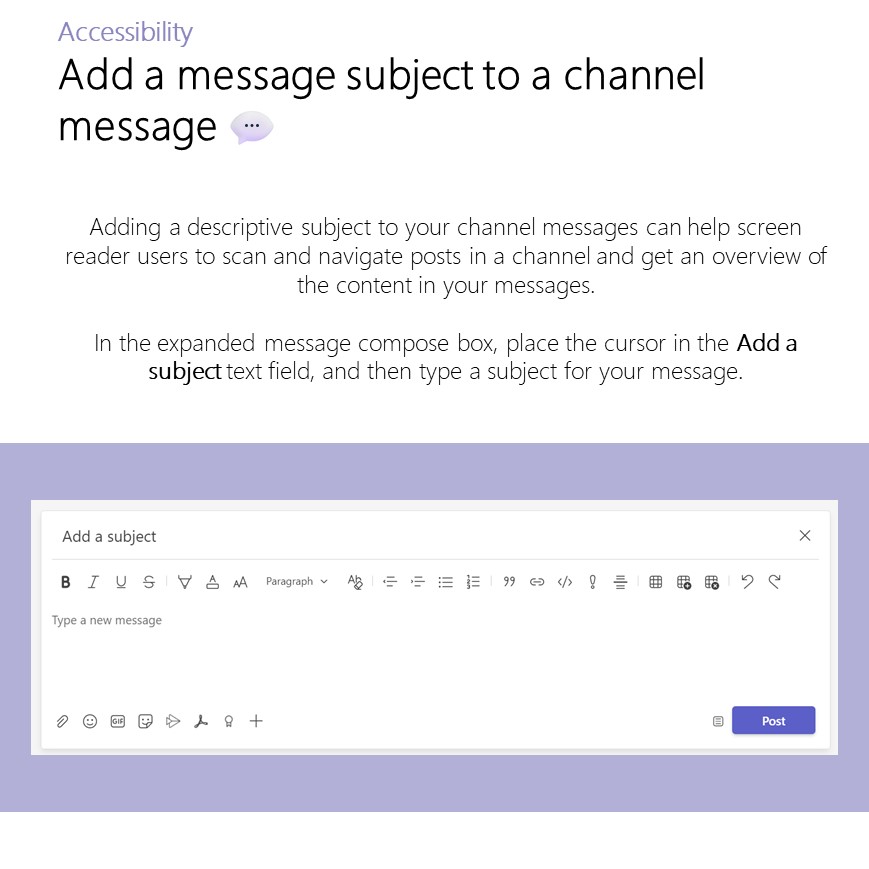 Accessibility
Add a message subject to a channel
message
Adding a descriptive subject to your channel messages can help screen
reader users to scan and navigate posts in a channel and get an overview of
the content in your messages.
In the expanded message compose box, place the cursor in the Add a
subject text field, and then type a subject for your message.
Add a subject
B I U S A AA Paragraph Ab
Type a new message
GIF
Post